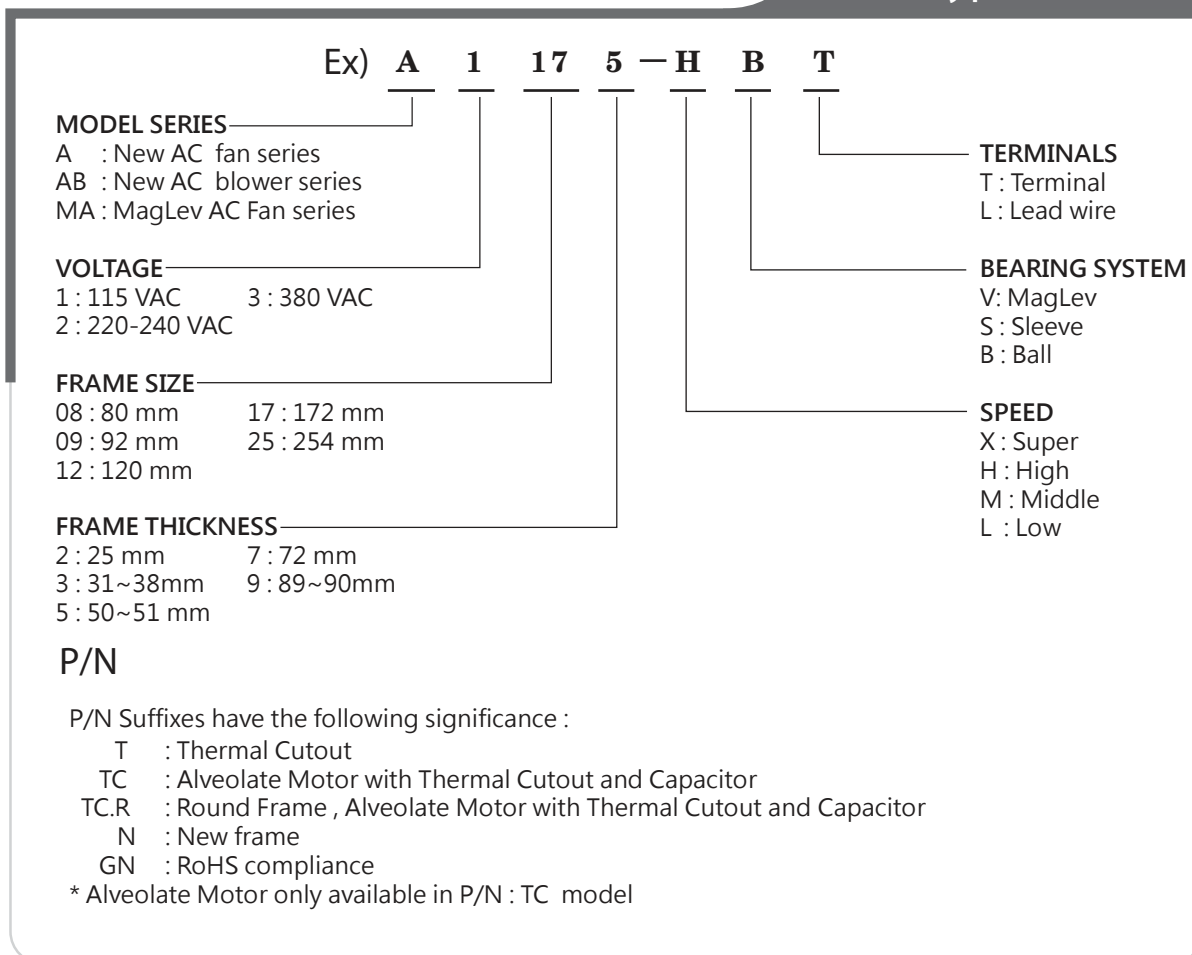 Ex) A 1 17 5 — H B T
MODEL SERIES
A : New AC fan series
AB : New AC blower series
MA : MagLev AC Fan series
VOLTAGE
1 : 115 VAC 3 : 380 VAC
2 : 220-240 VAC
FRAME SIZE
08 : 80 mm 17 : 172 mm
09 : 92 mm 25 : 254 mm
12 : 120 mm
FRAME THICKNESS
2 : 25 mm 7 : 72 mm
3 : 31~38mm 9 : 89~90mm
5 : 50~51 mm
TERMINALS
T : Terminal
L : Lead wire
BEARING SYSTEM
V: MagLev
S : Sleeve
B : Ball
SPEED
X : Super
H : High
M : Middle
L : Low
P/N
P/N Suffixes have the following significance :
T : Thermal Cutout
TC : Alveolate Motor with Thermal Cutout and Capacitor
TC.R : Round Frame , Alveolate Motor with Thermal Cutout and Capacitor
N : New frame
GN : RoHS compliance
* Alveolate Motor only available in P/N : TC model